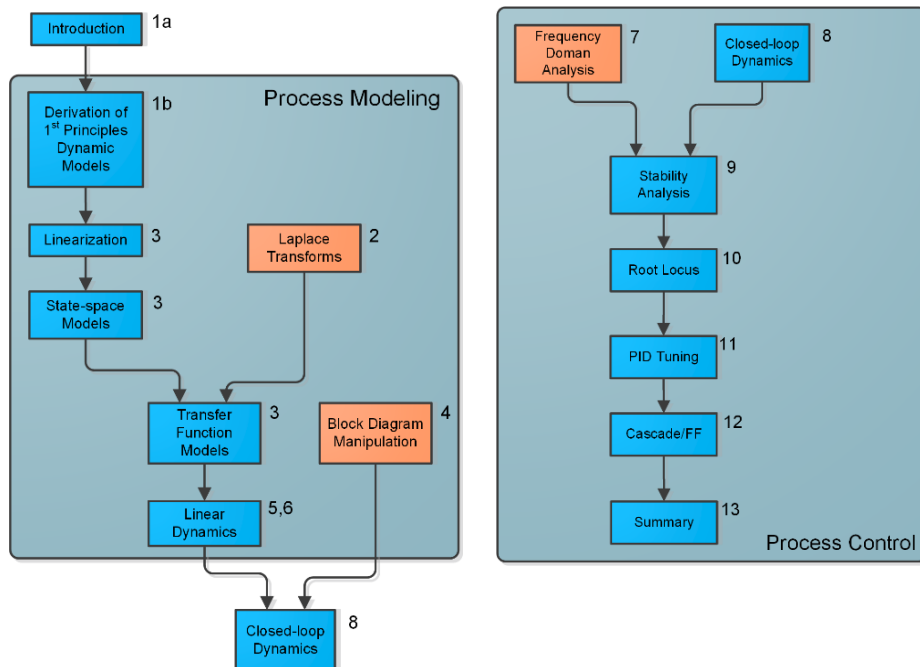 Introduction
1a
Process Modeling
Derivation of
1st Principles
Dynamic
Models
1b
Linearization
3
Laplace
Transforms
2
State-space
Models
3
Transfer
Function
Models
3
Block Diagram
Manipulation
4
Linear
Dynamics
5,6
Closed-loop
Dynamics
8
Frequency
Doman
Analysis
7
Closed-loop
Dynamics
8
Stability
Analysis
9
Root Locus
10
PID Tuning
11
Cascade/FF
12
Summary
13
Process Control